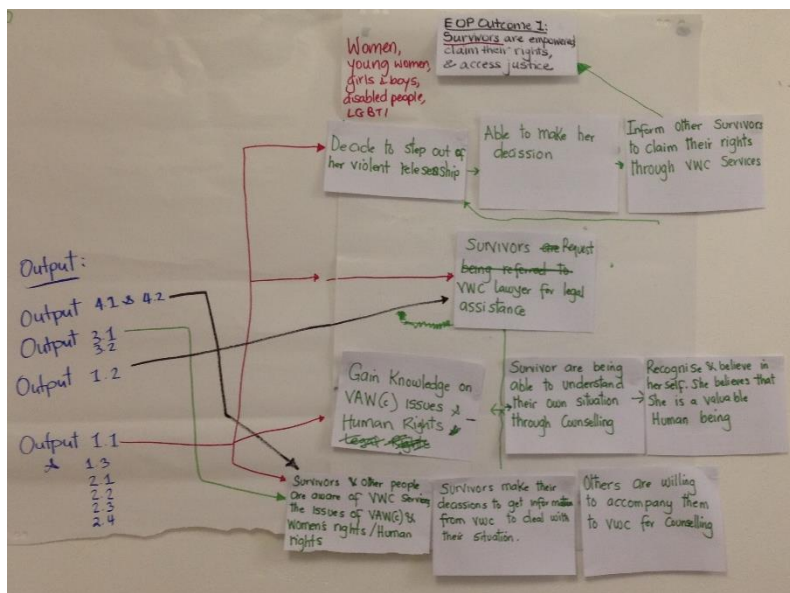 EOP Outcome 1:
Survivors are empowered
claim their rights,
& access justice
Women,
young women,
girls & boys,
disabled people,
LGBTI
Decide to step out of
her violent relesesship
Able to make her
decission
Inform other Survivors
to claim their rights
through VWC Services
Survivors are Request
being referred to
VWC lawyer for legal
assistance
Output:
Output 4.1 & 4.2
Output 3.1
3.2
Output 1.2
Output 1.1
& 1.3
2.1
2.2
2.3
2.4
Gain Knowledge on
VAW(c) Issues &
Human Rights
Legal Rights
Survivor are being
able to understand
their own situation
through Counselling
Recognise & believe in
herself. She believes that
She is a valuable
Human being
Survivors & other people
are aware of VWC Service
the issues of VAW(c) &
Women's rights/Human
rights
Survivors make their
decissions to get information
from VWC to deal with
their situation.
Others are willing
to accompany them
to VWC for Counselling